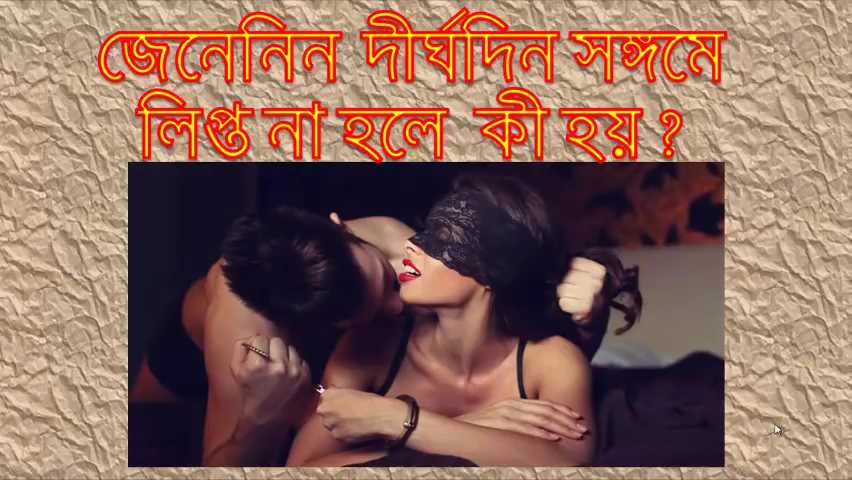 জেনেনিন দীর্ঘদিন সঙ্গমে
লিপ্ত না হলে কী হয় ?